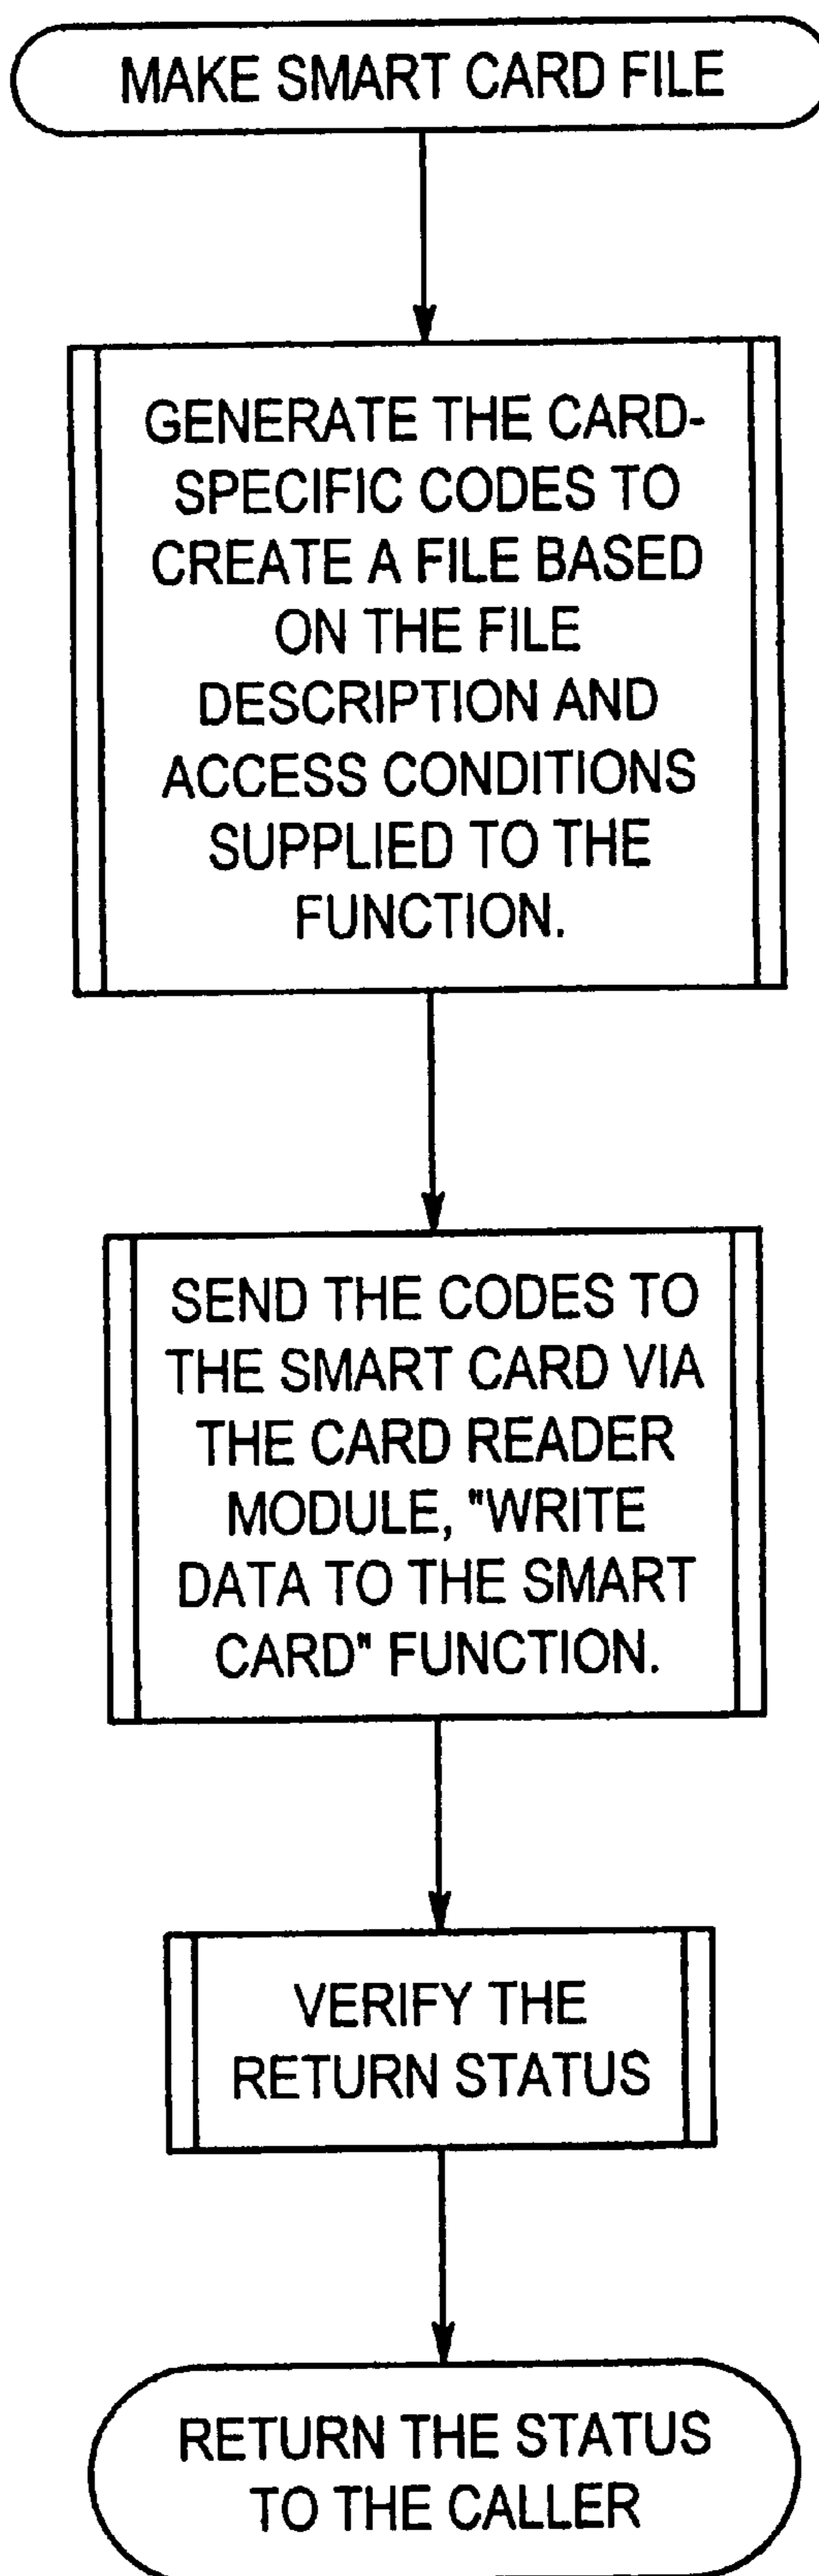 MAKE SMART CARD FILE
GENERATE THE CARD-
SPECIFIC CODES TO
CREATE A FILE BASED
ON THE FILE
DESCRIPTION AND
ACCESS CONDITIONS
SUPPLIED TO THE
FUNCTION.
SEND THE CODES TO
THE SMART CARD VIA
THE CARD READER
MODULE, "WRITE
DATA TO THE SMART
CARD" FUNCTION.
VERIFY THE
RETURN STATUS
RETURN THE STATUS
TO THE CALLER